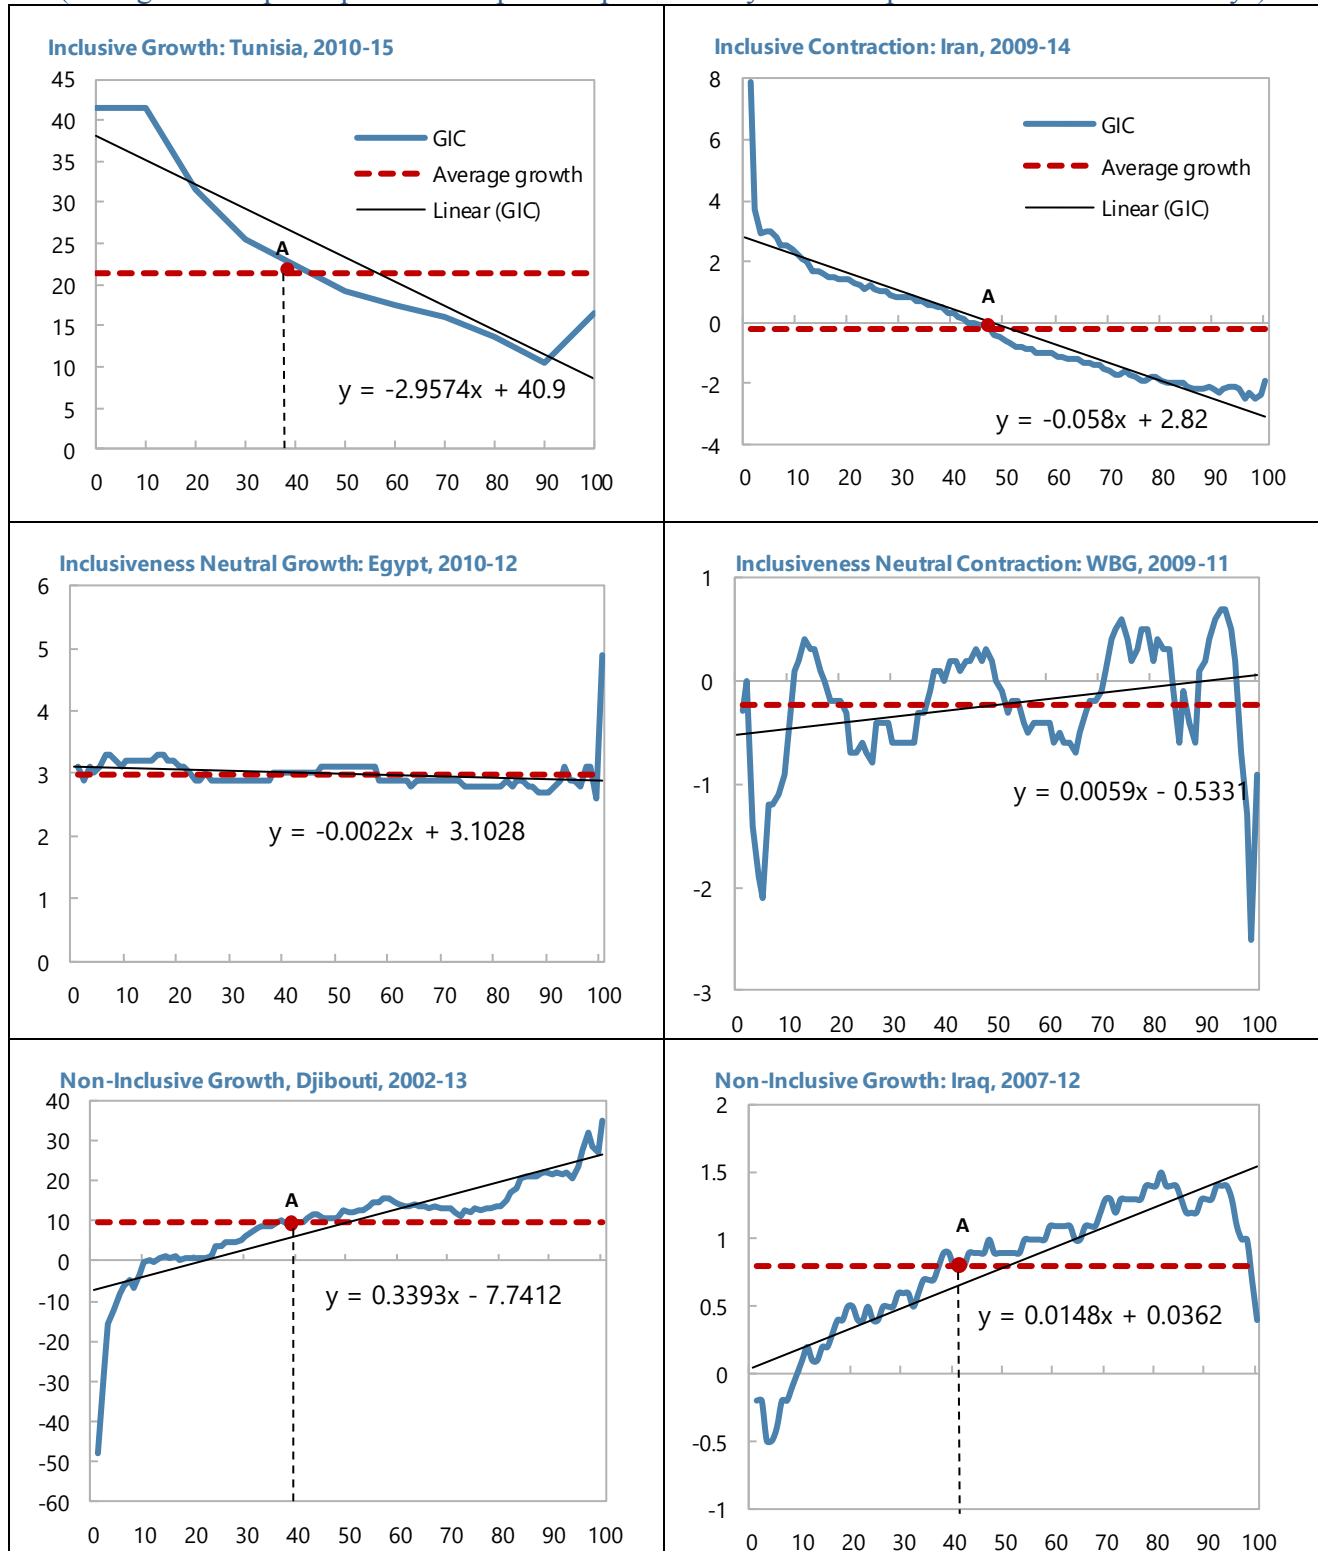 Inclusive Growth: Tunisia, 2010-15
45
40
35
30
25
20
15
10
5
0
GIC
Average growth
Linear (GIC)
A
y = -2.9574x + 40.9
0 10 20 30 40 50 60 70 80 90 100
Inclusive Contraction: Iran, 2009-14
8
6
4
2
0
-2
-4
GIC
Average growth
Linear (GIC)
A
y = -0.058x + 2.82
0 10 20 30 40 50 60 70 80 90 100
Inclusiveness Neutral Growth: Egypt, 2010-12
6
5
4
3
2
1
0
y = -0.0022x + 3.1028
0 10 20 30 40 50 60 70 80 90 100
Inclusiveness Neutral Contraction: WBG, 2009-11
1
0
-1
-2
-3
y = 0.0059x - 0.5331
0 10 20 30 40 50 60 70 80 90 100
Non-Inclusive Growth, Djibouti, 2002-13
40
30
20
10
0
-10
-20
-30
-40
-50
-60
A
y = 0.3393x - 7.7412
0 10 20 30 40 50 60 70 80 90 100
Non-Inclusive Growth: Iraq, 2007-12
2
1.5
1
0.5
0
-0.5
-1
A
y = 0.0148x + 0.0362
0 10 20 30 40 50 60 70 80 90 100